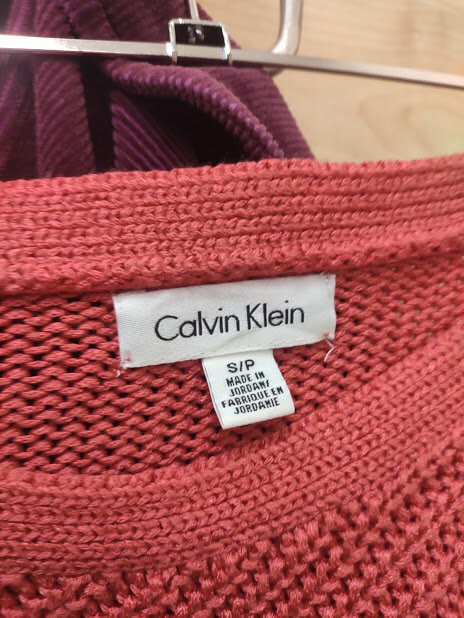 Calvin Klein
S/P
MADE IN
JORDAN/
FABRIQUE EN
JORDANIE